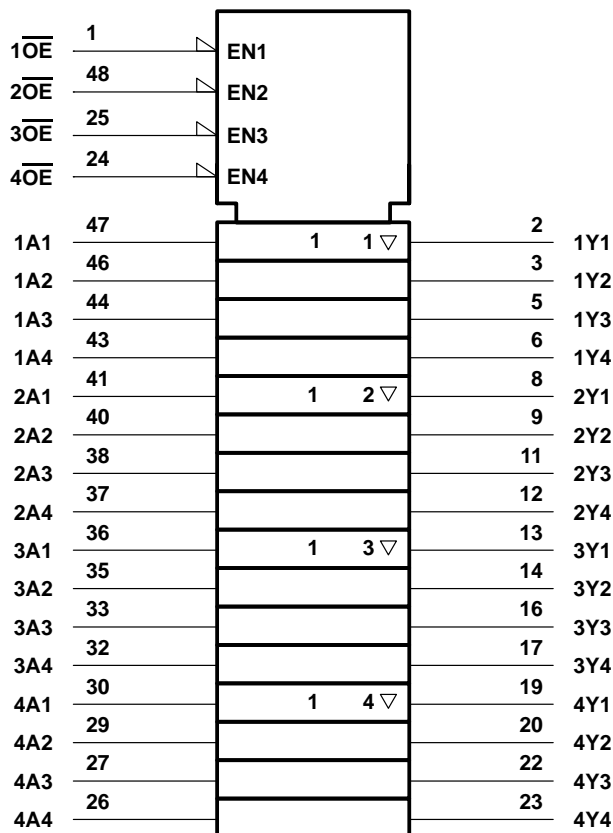 1O̅E̅ 1 EN1
2O̅E̅ 48 EN2
3O̅E̅ 25 EN3
4O̅E̅ 24 EN4
1A1 47 1 1 ▽ 2 1Y1
1A2 46 3 1Y2
1A3 44 5 1Y3
1A4 43 6 1Y4
2A1 41 1 2 ▽ 8 2Y1
2A2 40 9 2Y2
2A3 38 11 2Y3
2A4 37 12 2Y4
3A1 36 1 3 ▽ 13 3Y1
3A2 35 14 3Y2
3A3 33 16 3Y3
3A4 32 17 3Y4
4A1 30 1 4 ▽ 19 4Y1
4A2 29 20 4Y2
4A3 27 22 4Y3
4A4 26 23 4Y4